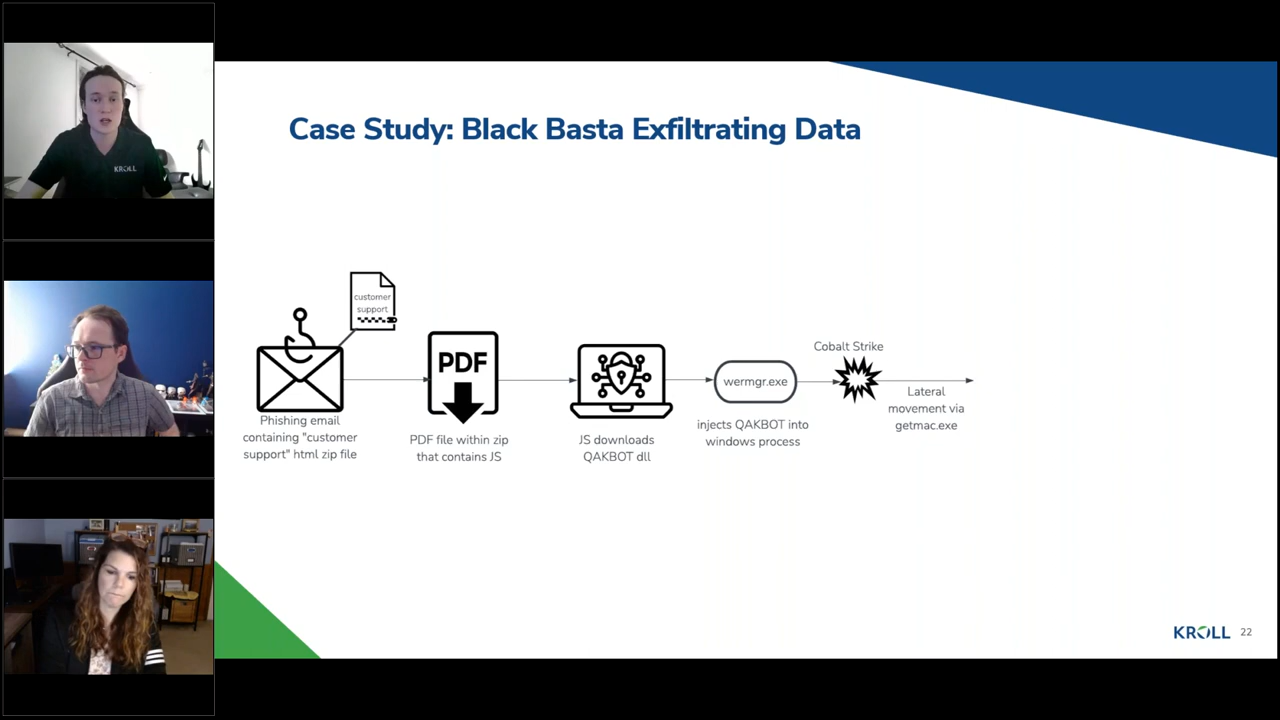 KROLL
Case Study: Black Basta Exfiltrating Data
customer
support
Phishing email
containing "customer
support" html zip file
PDF
PDF file within zip
that contains JS
JS downloads
QAKBOT dll
wermgr.exe
injects QAKBOT into
windows process
Cobalt Strike
Lateral
movement via
getmac.exe
KROLL 22